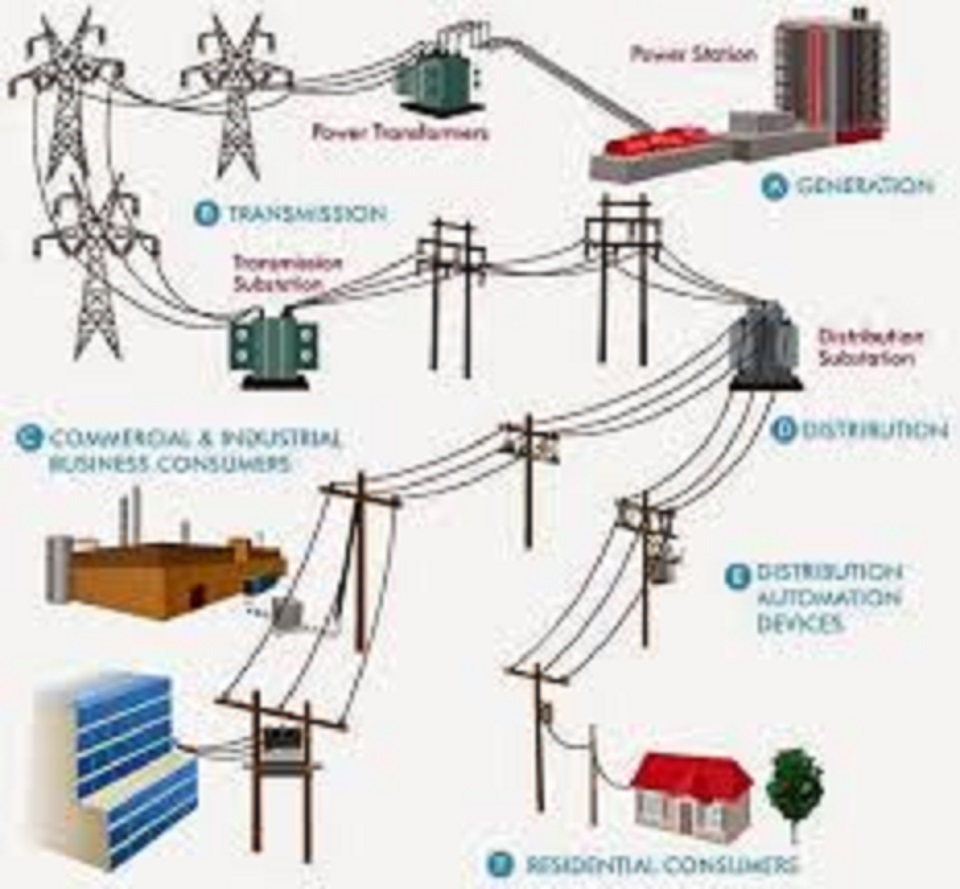 Power Station
Power Transformers
A GENERATION
B TRANSMISSION
Transmission
Substation
Distribution
Substation
C COMMERCIAL & INDUSTRIAL
BUSINESS CONSUMERS
D DISTRIBUTION
E DISTRIBUTION
AUTOMATION
DEVICES
F RESIDENTIAL CONSUMERS